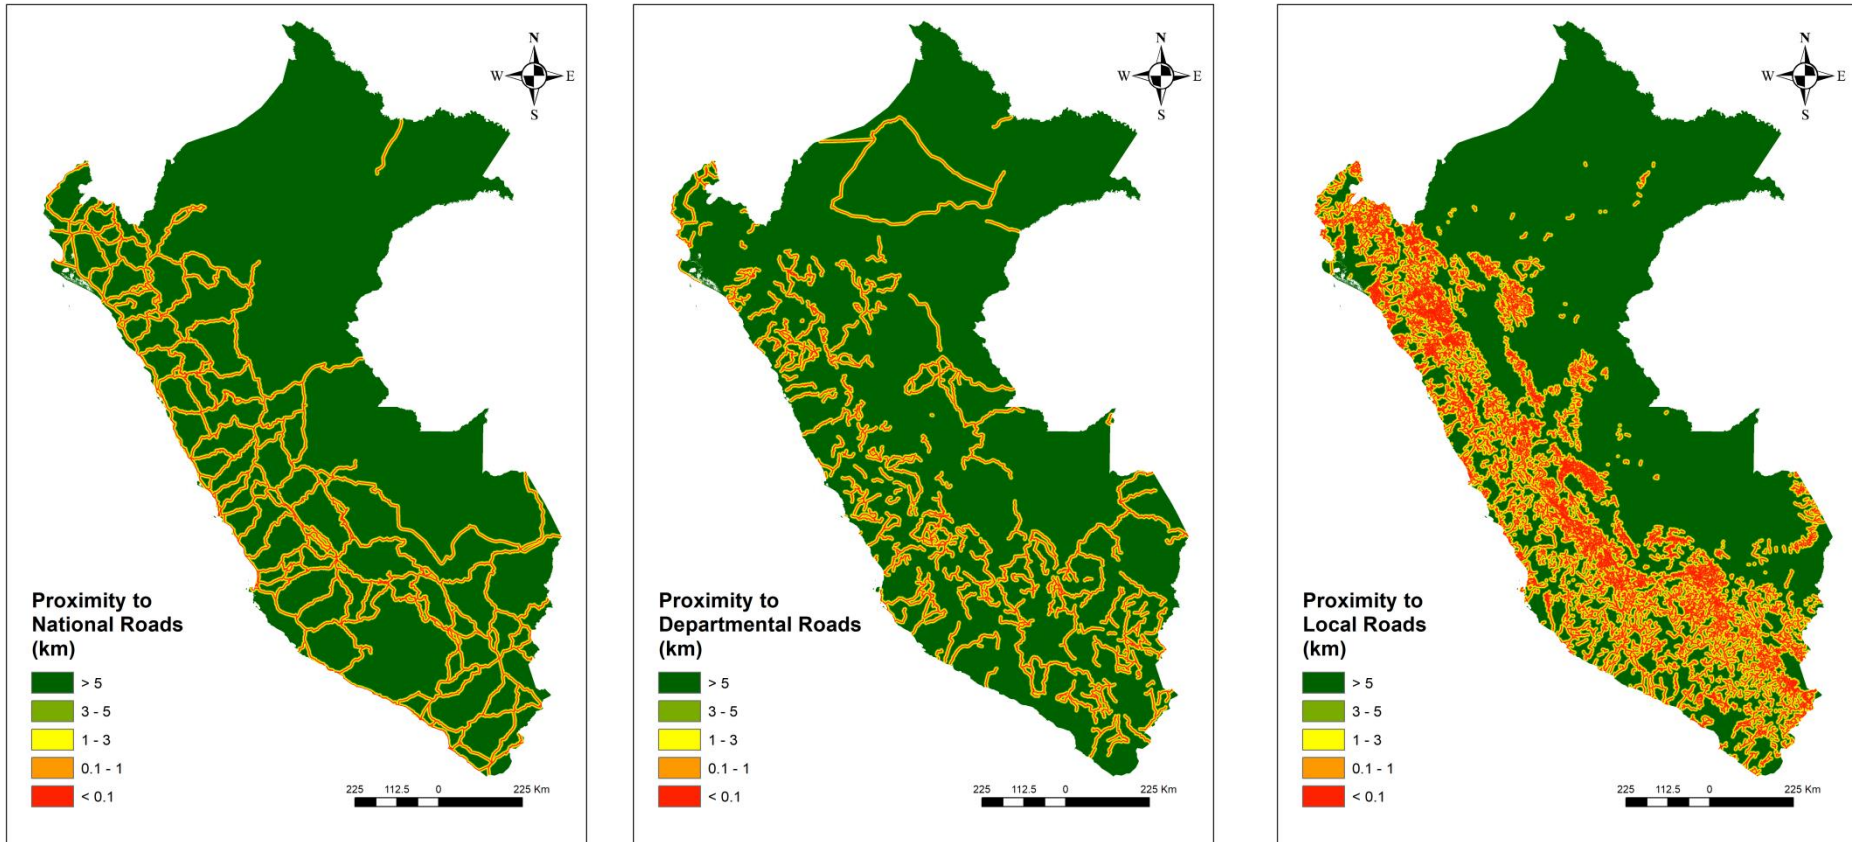 N
W E
S
Proximity to
National Roads
(km)
> 5
3 - 5
1 - 3
0.1 - 1
< 0.1
225 112.5 0 225 Km
N
W E
S
Proximity to
Departmental Roads
(km)
> 5
3 - 5
1 - 3
0.1 - 1
< 0.1
225 112.5 0 225 Km
N
W E
S
Proximity to
Local Roads
(km)
> 5
3 - 5
1 - 3
0.1 - 1
< 0.1
225 112.5 0 225 Km